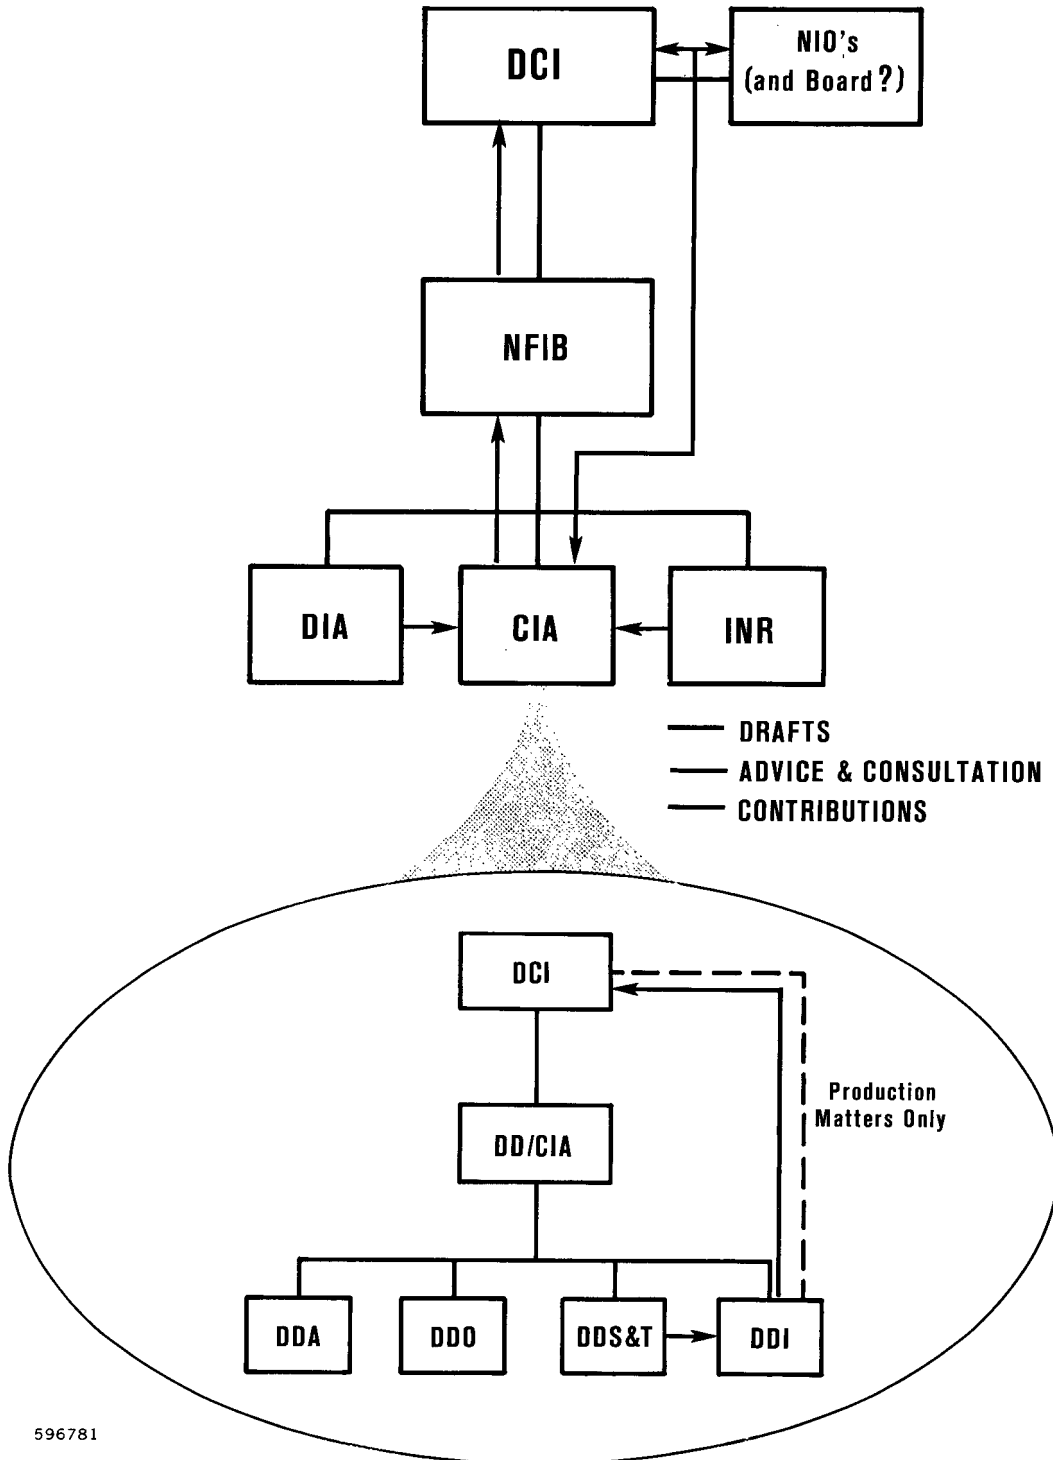 DCI
NIO's
(and Board?)
NFIB
DIA
CIA
INR
DRAFTS
ADVICE & CONSULTATION
CONTRIBUTIONS
DCI
Production
Matters Only
DD/CIA
DDA
DDO
DDS&T
DDI
596781